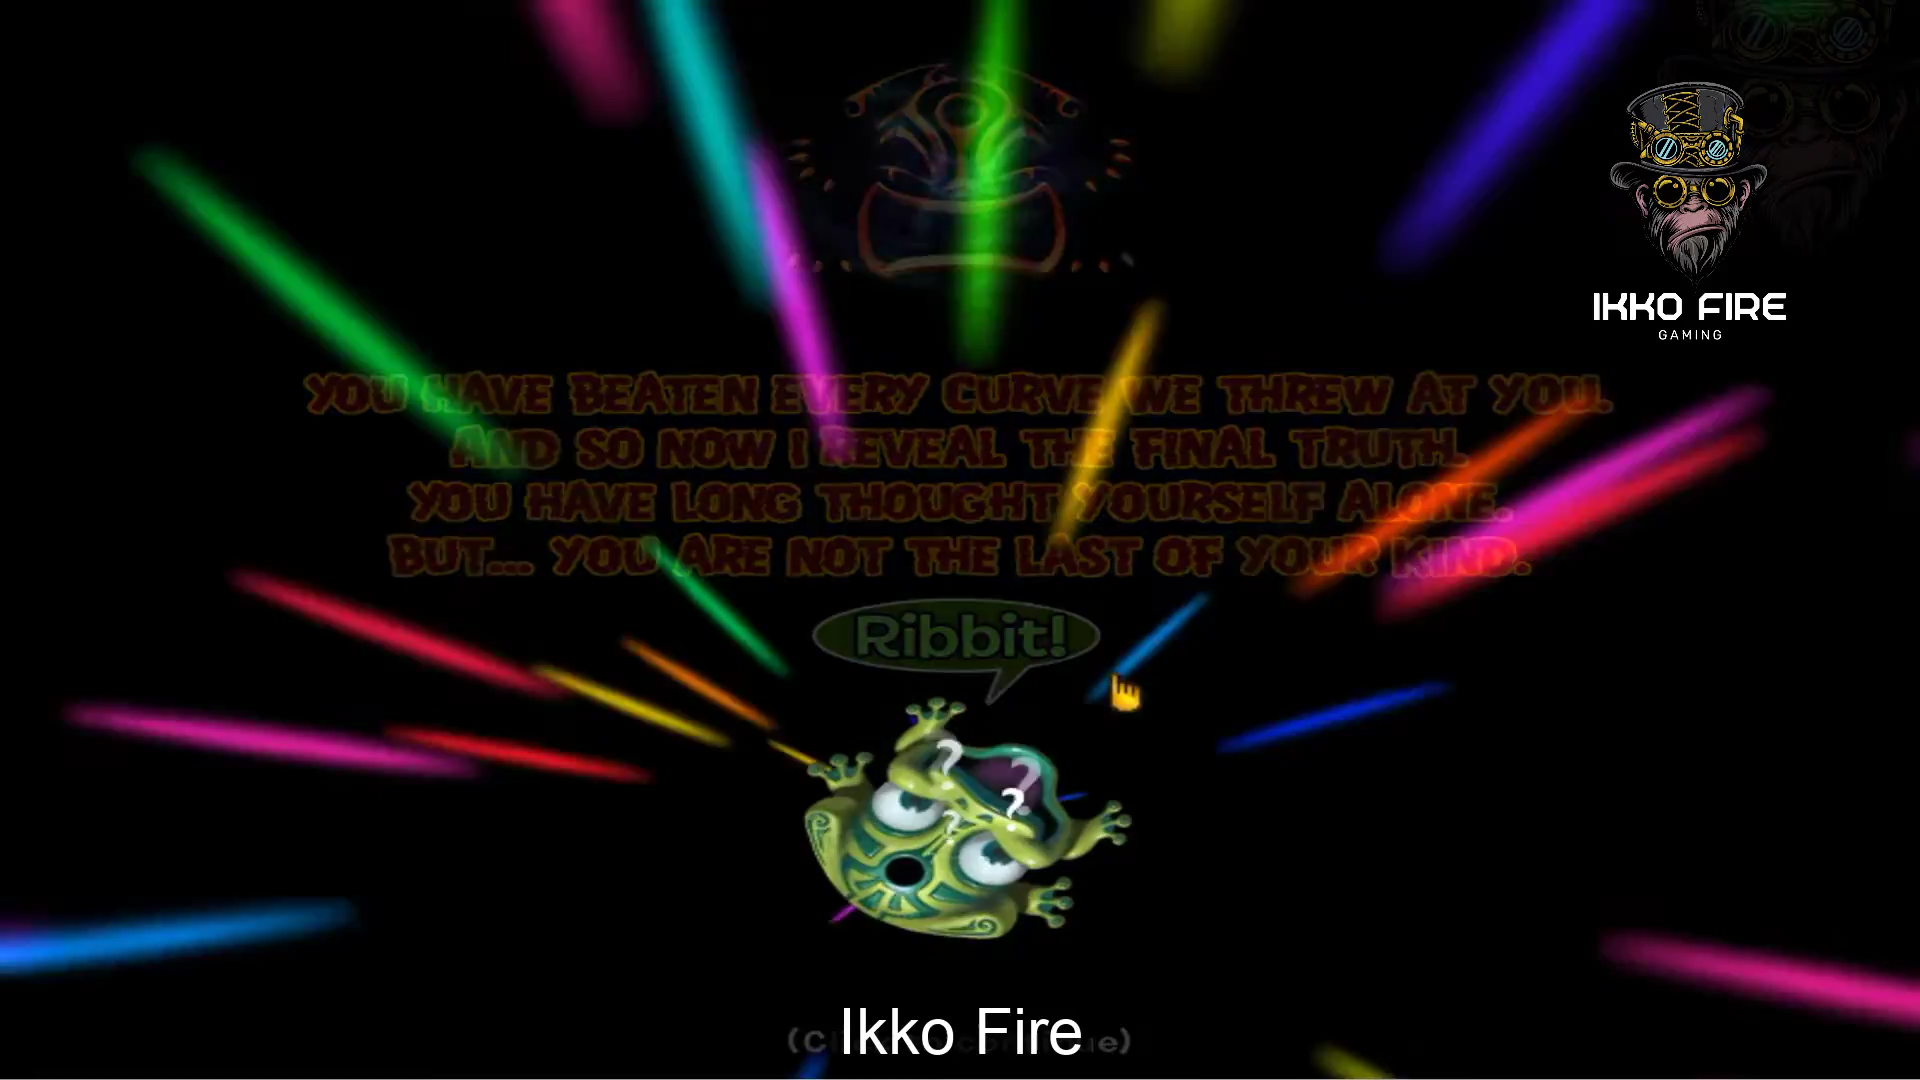 IKKO FIRE
GAMING
YOU HAVE BEATEN EVERY CURVE WE THREW AT YOU.
AND SO NOW I REVEAL THE FINAL TRUTH.
YOU HAVE LONG THOUGHT YOURSELF ALONE.
BUT... YOU ARE NOT THE LAST OF YOUR KIND.
Ribbit!
? ? ? ?
Ikko Fire